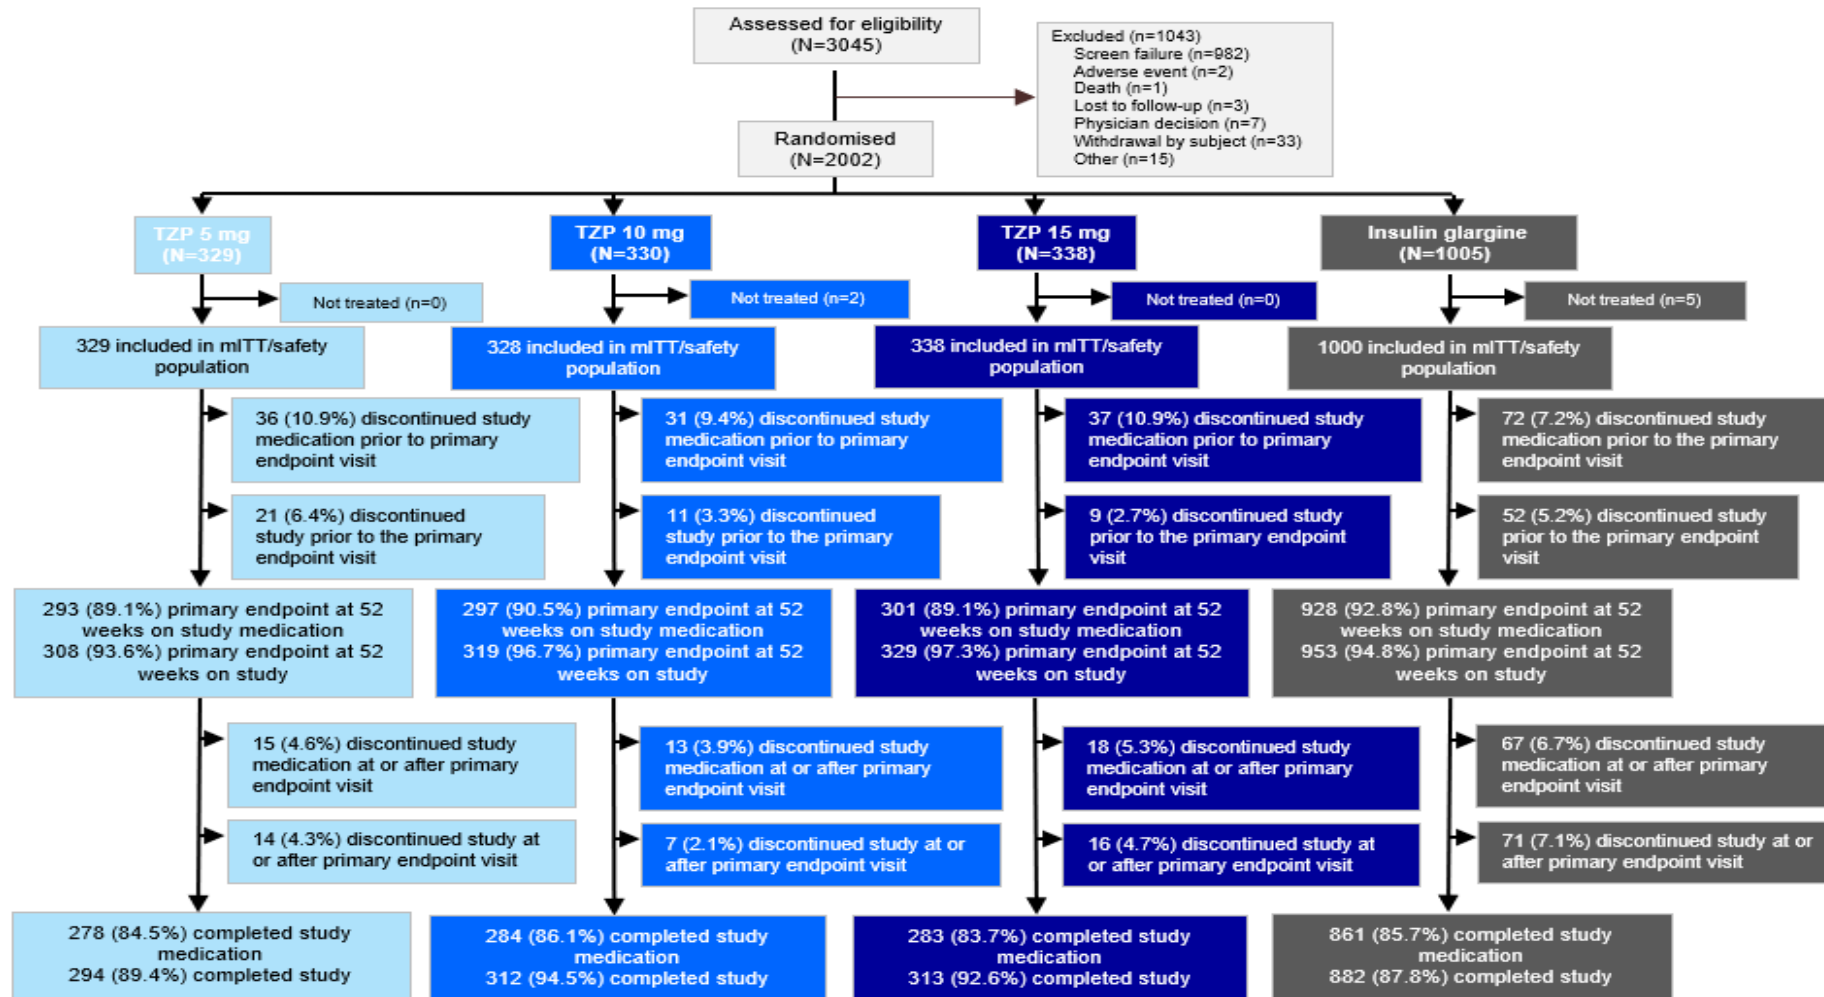 Assessed for eligibility
(N=3045)
Excluded (n=1043)
Screen failure (n=982)
Adverse event (n=2)
Death (n=1)
Lost to follow-up (n=3)
Physician decision (n=7)
Withdrawal by subject (n=33)
Other (n=15)
Randomised
(N=2002)
TZP 5 mg
(N=329)
TZP 10 mg
(N=330)
TZP 15 mg
(N=338)
Insulin glargine
(N=1005)
Not treated (n=0)
Not treated (n=2)
Not treated (n=0)
Not treated (n=5)
329 included in mITT/safety
population
328 included in mITT/safety
population
338 included in mITT/safety
population
1000 included in mITT/safety
population
36 (10.9%) discontinued study
medication prior to primary
endpoint visit
31 (9.4%) discontinued study
medication prior to primary
endpoint visit
37 (10.9%) discontinued study
medication prior to primary
endpoint visit
72 (7.2%) discontinued study
medication prior to the primary
endpoint visit
21 (6.4%) discontinued
study prior to the primary
endpoint visit
11 (3.3%) discontinued
study prior to the primary
endpoint visit
9 (2.7%) discontinued study
prior to the primary endpoint
visit
52 (5.2%) discontinued study
prior to the primary endpoint
visit
293 (89.1%) primary endpoint at 52
weeks on study medication
308 (93.6%) primary endpoint at 52
weeks on study
297 (90.5%) primary endpoint at 52
weeks on study medication
319 (96.7%) primary endpoint at 52
weeks on study
301 (89.1%) primary endpoint at 52
weeks on study medication
329 (97.3%) primary endpoint at 52
weeks on study
928 (92.8%) primary endpoint at 52
weeks on study medication
953 (94.8%) primary endpoint at 52
weeks on study
15 (4.6%) discontinued study
medication at or after primary
endpoint visit
13 (3.9%) discontinued study
medication at or after primary
endpoint visit
18 (5.3%) discontinued study
medication at or after primary
endpoint visit
67 (6.7%) discontinued study
medication at or after primary
endpoint visit
14 (4.3%) discontinued study at
or after primary endpoint visit
7 (2.1%) discontinued study at or
after primary endpoint visit
16 (4.7%) discontinued study at
or after primary endpoint visit
71 (7.1%) discontinued study at or
after primary endpoint visit
278 (84.5%) completed study
medication
294 (89.4%) completed study
284 (86.1%) completed study
medication
312 (94.5%) completed study
283 (83.7%) completed study
medication
313 (92.6%) completed study
861 (85.7%) completed study
medication
882 (87.8%) completed study